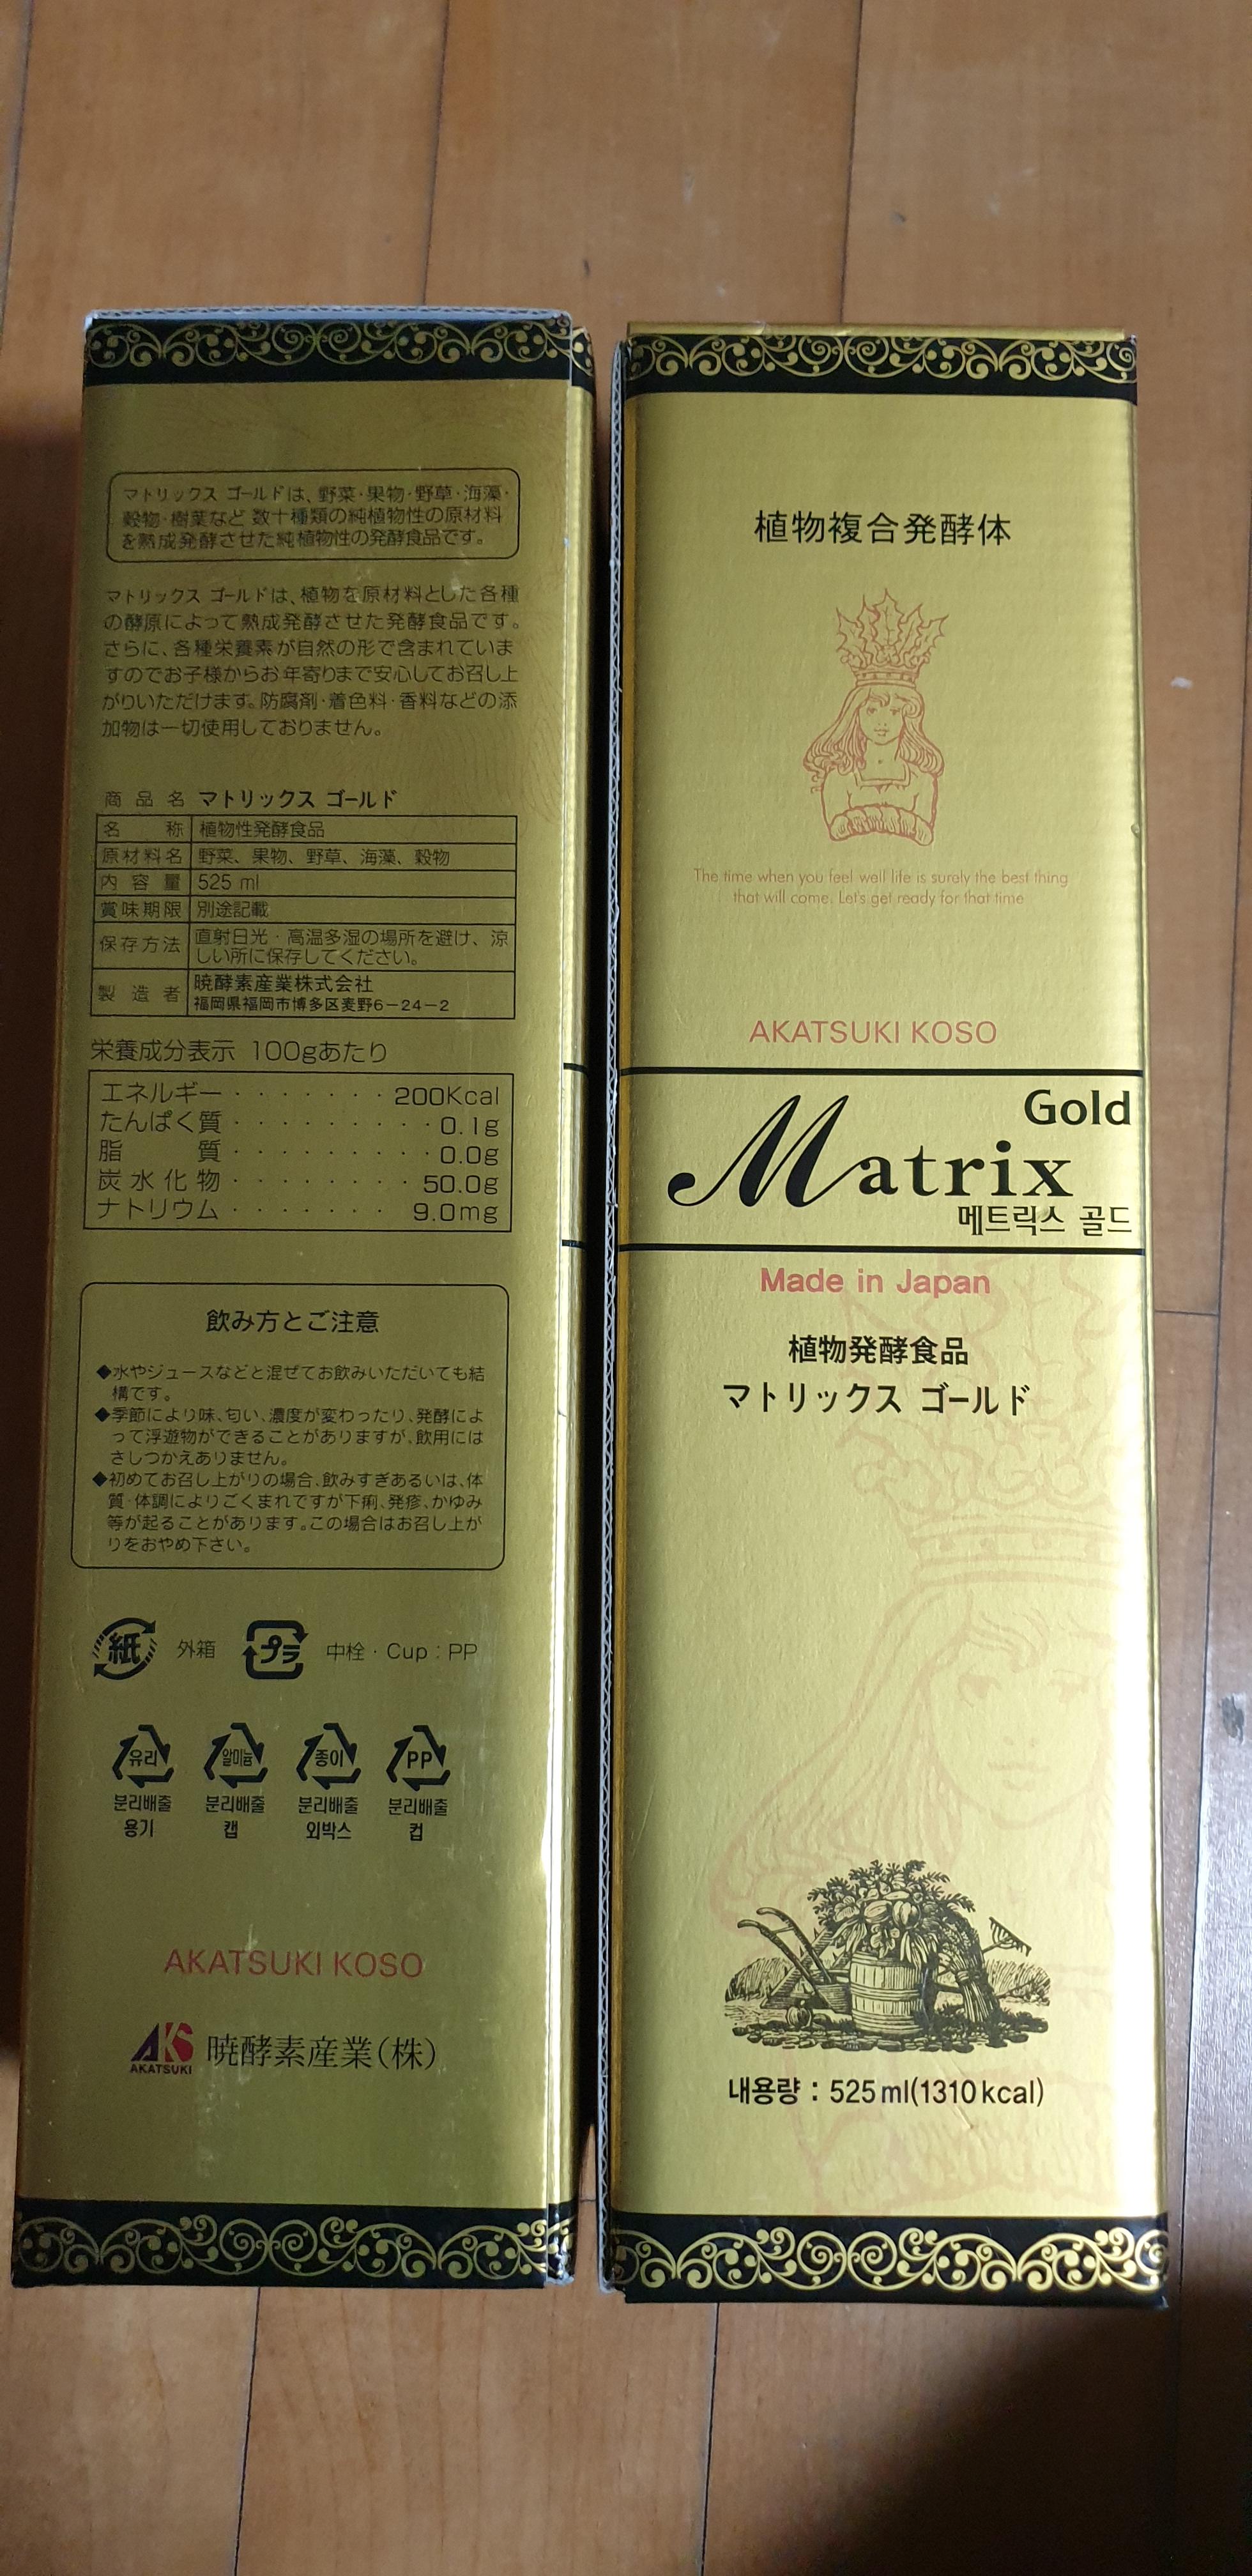 マトリックス ゴールドは、野菜・果物・野草・海藻・
穀物・樹葉など 数十種類の純植物性の原材料
を熟成発酵させた純植物性の発酵食品です。
マトリックス ゴールドは、植物を原材料とした各種
の酵原によって熟成発酵させた発酵食品です。
さらに、各種栄養素が自然の形で含まれていま
すのでお子様からお年寄りまで安心してお召し上
がりいただけます。防腐剤・着色料・香料などの添
加物は一切使用しておりません。
商品名 マトリックス ゴールド
名称 植物性発酵食品
原材料名 野菜、果物、野草、海藻、穀物
内容量 525 ml
賞味期限 別途記載
保存方法 直射日光・高温多湿の場所を避け、涼
しい所に保存してください。
製造者 暁酵素産業株式会社
福岡県福岡市博多区麦野6−24−2
栄養成分表示 100gあたり
エネルギー・・・・・・・200Kcal
たんぱく質・・・・・・・・・0.1g
脂質・・・・・・・・・0.0g
炭水化物・・・・・・・・50.0g
ナトリウム・・・・・・・9.0mg
飲み方とご注意
◆水やジュースなどと混ぜてお飲みいただいても結
構です。
◆季節により味、匂い、濃度が変わったり、発酵によ
って浮遊物ができることがありますが、飲用には
さしつかえありません。
◆初めてお召し上がりの場合、飲みすぎあるいは、体
質・体調によりごくまれですが下痢、発疹、かゆみ
等が起ることがあります。この場合はお召し上が
りをおやめ下さい。
紙 外箱 プラ 中栓・Cup : PP
유리 알미늄 종이 PP
분리배출 분리배출 분리배출 분리배출
용기 캡 외박스 컵
AKATSUKI KOSO
AKS AKATSUKI 暁酵素産業(株)
植物複合発酵体
The time when you feel well life is surely the best thing
that will come. Let's get ready for that time
AKATSUKI KOSO
Gold
Matrix
메트릭스 골드
Made in Japan
植物発酵食品
マトリックス ゴールド
내용량 : 525ml(1310kcal)